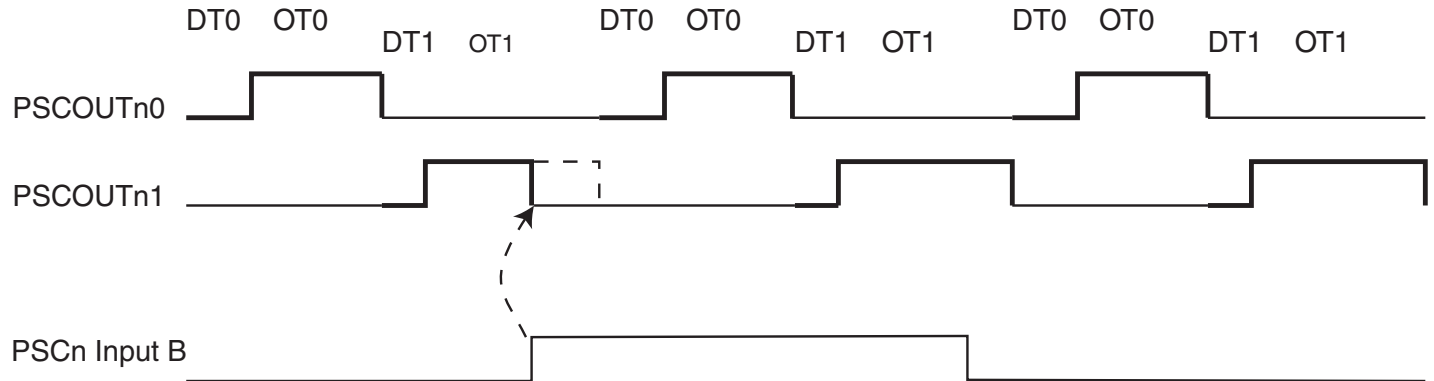 DT0 OT0 DT0 OT0 DT0 OT0
DT1 OT1 DT1 OT1 DT1 OT1
PSCOUTn0
PSCOUTn1
PSCn Input B